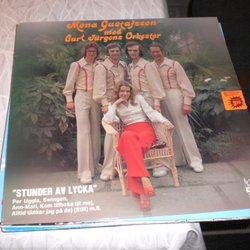 Mona Gustafsson
med
Curt Jürgens Orkester
"STUNDER AV LYCKA"
Per Uggla, Swingen,
Ann-Mari, Kom tillbaka till mej,
Alltid tänker jag på dej (Still) m.fl.